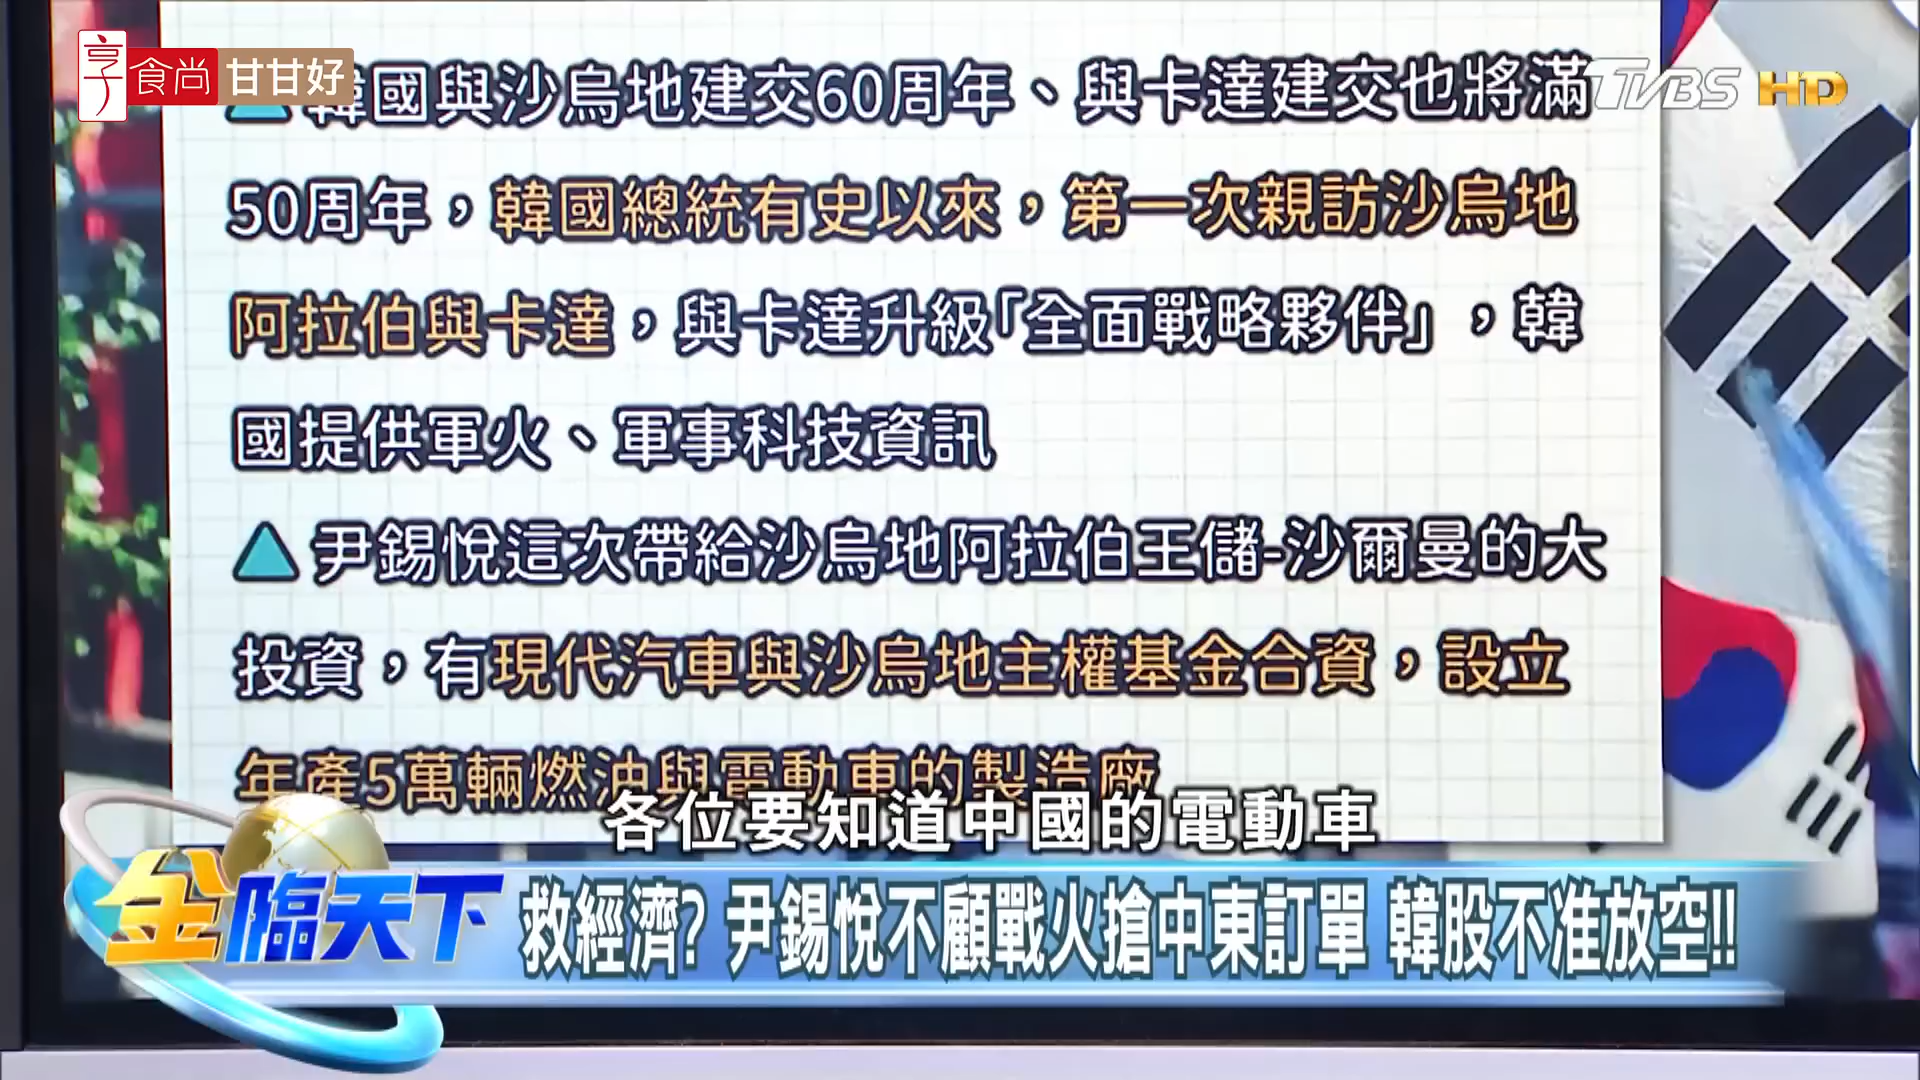 享
食尚
甘甘好
TVBS HD
韓國與沙烏地建交60周年、與卡達建交也將滿
50周年，韓國總統有史以來，第一次親訪沙烏地
阿拉伯與卡達，與卡達升級「全面戰略夥伴」，韓
國提供軍火、軍事科技資訊
尹錫悅這次帶給沙烏地阿拉伯王儲-沙爾曼的大
投資，有現代汽車與沙烏地主權基金合資，設立
年產5萬輛燃油與電動車的製造廠
各位要知道中國的電動車
金臨天下
救經濟? 尹錫悅不顧戰火搶中東訂單 韓股不准放空!!